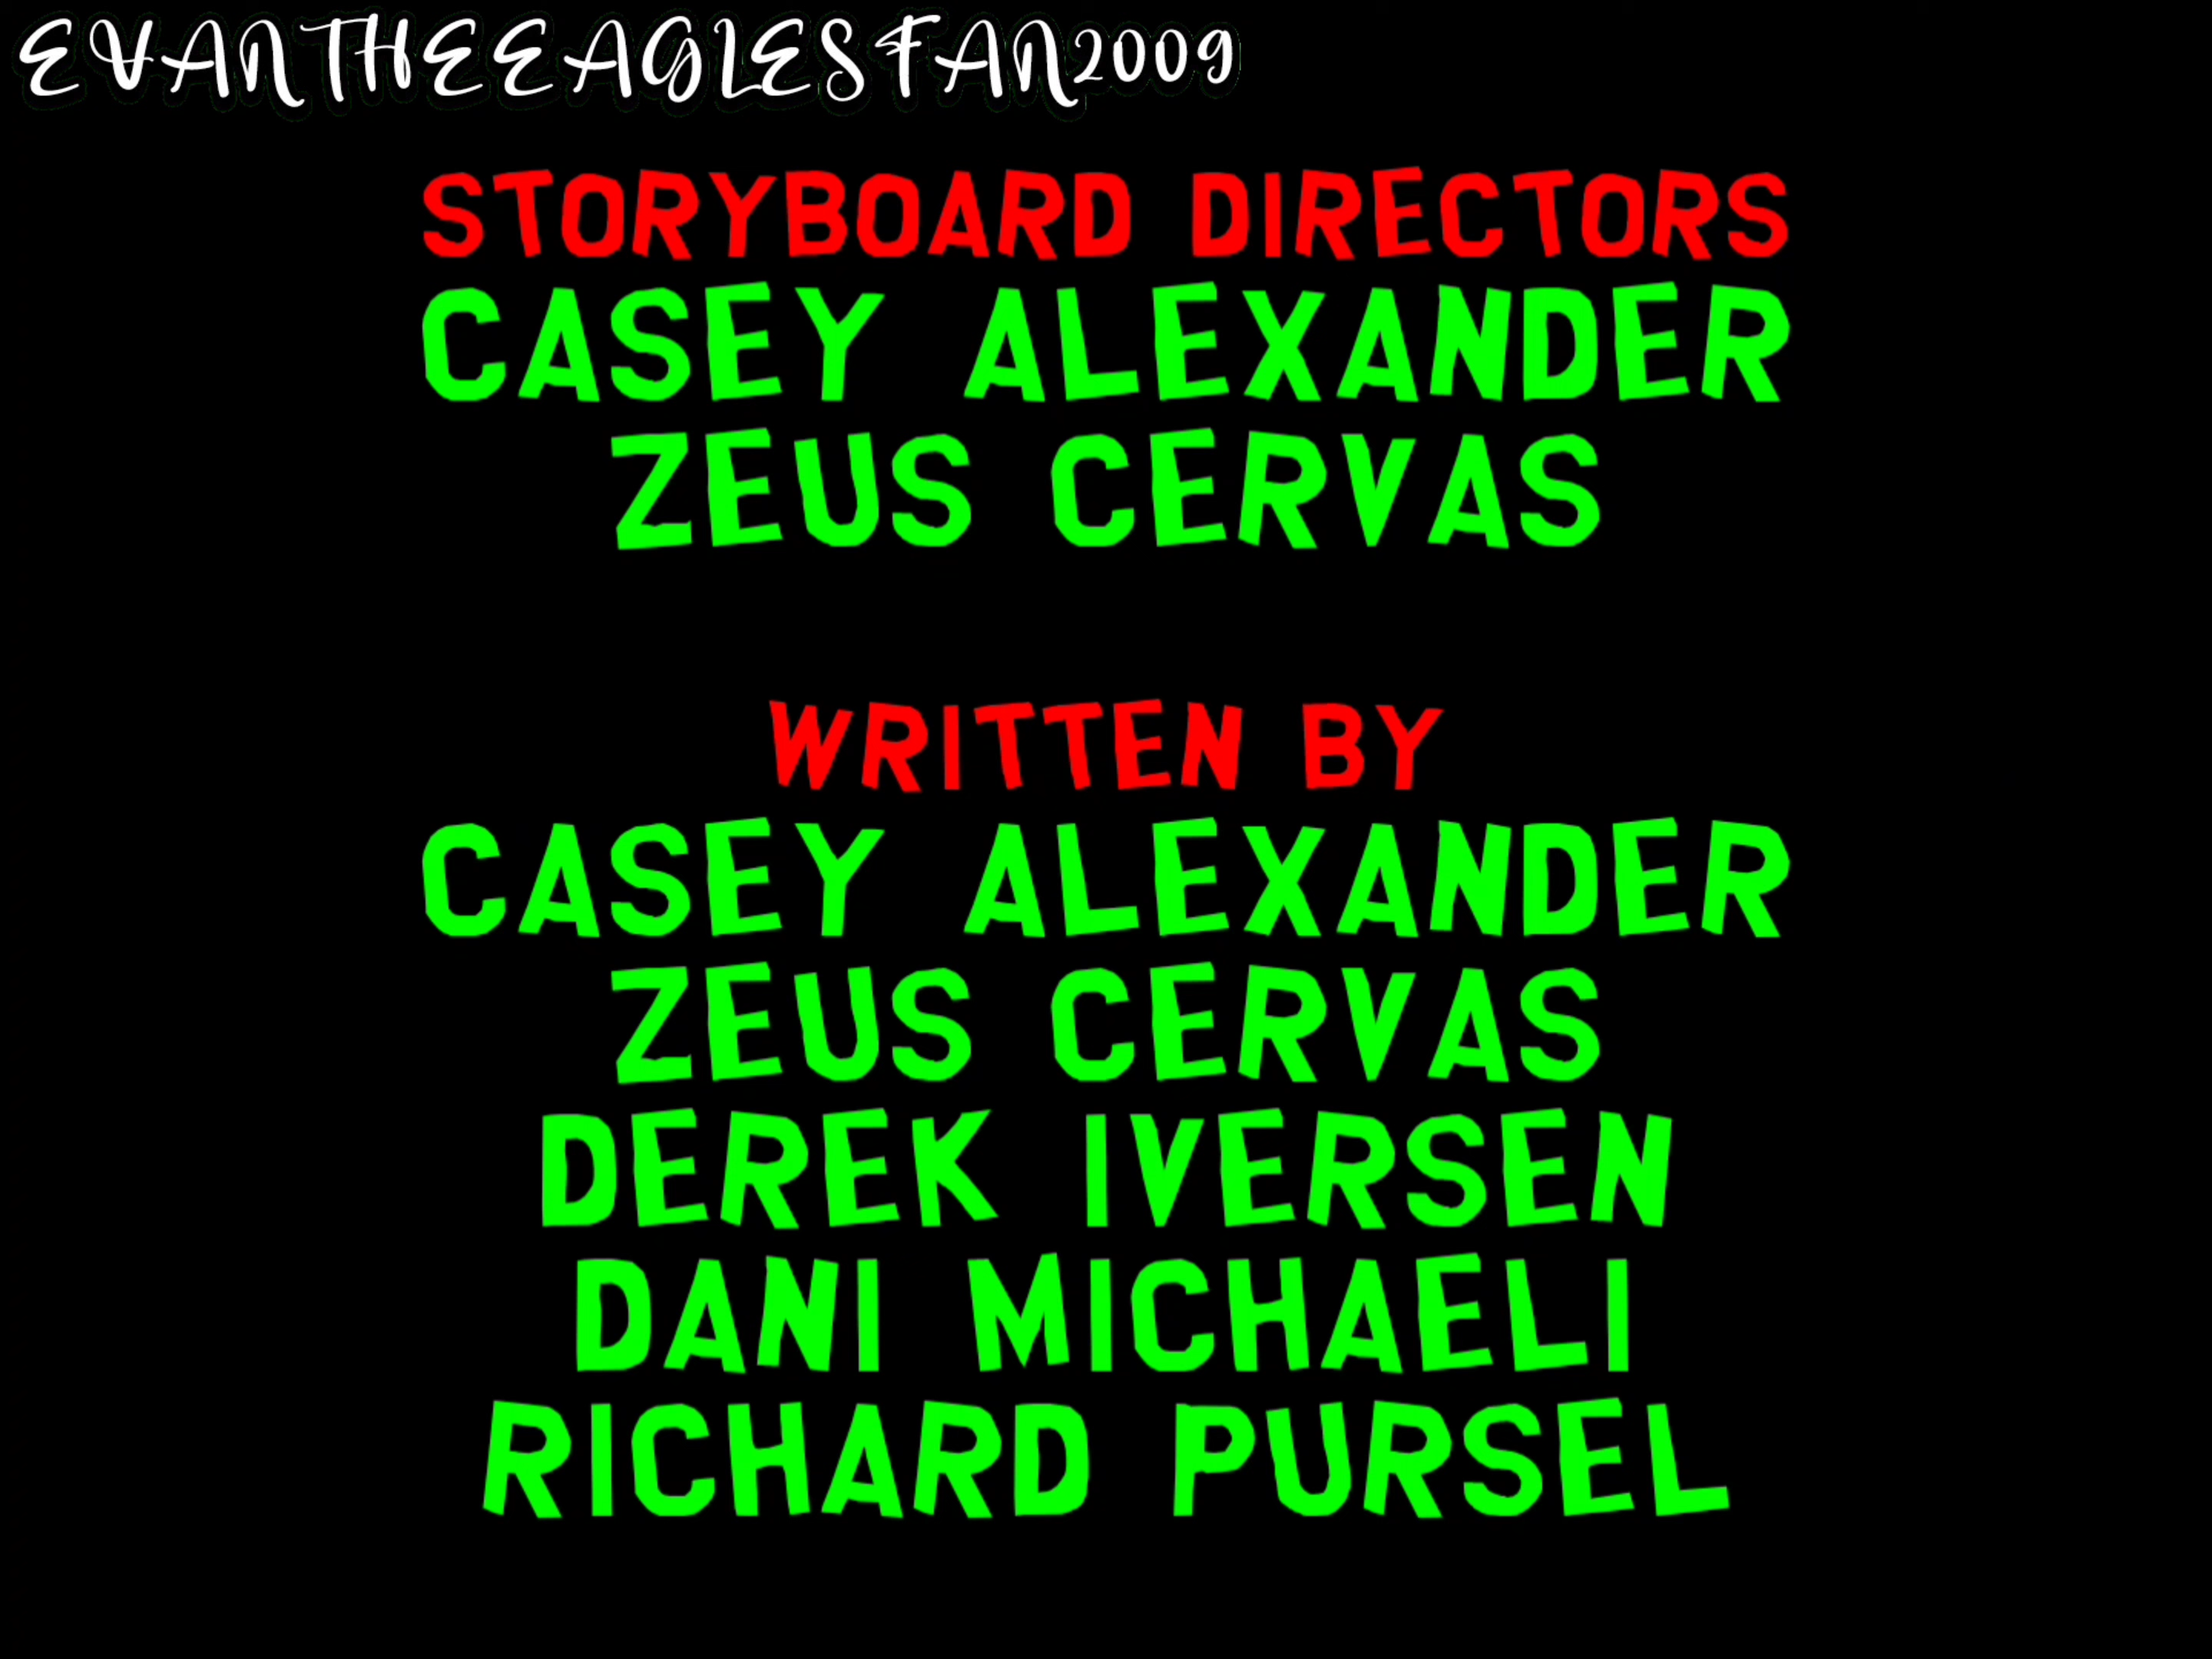 EVANTHEEAGLESFAN2009
STORYBOARD DIRECTORS
CASEY ALEXANDER
ZEUS CERVAS
WRITTEN BY
CASEY ALEXANDER
ZEUS CERVAS
DEREK IVERSEN
DANI MICHAELI
RICHARD PURSEL